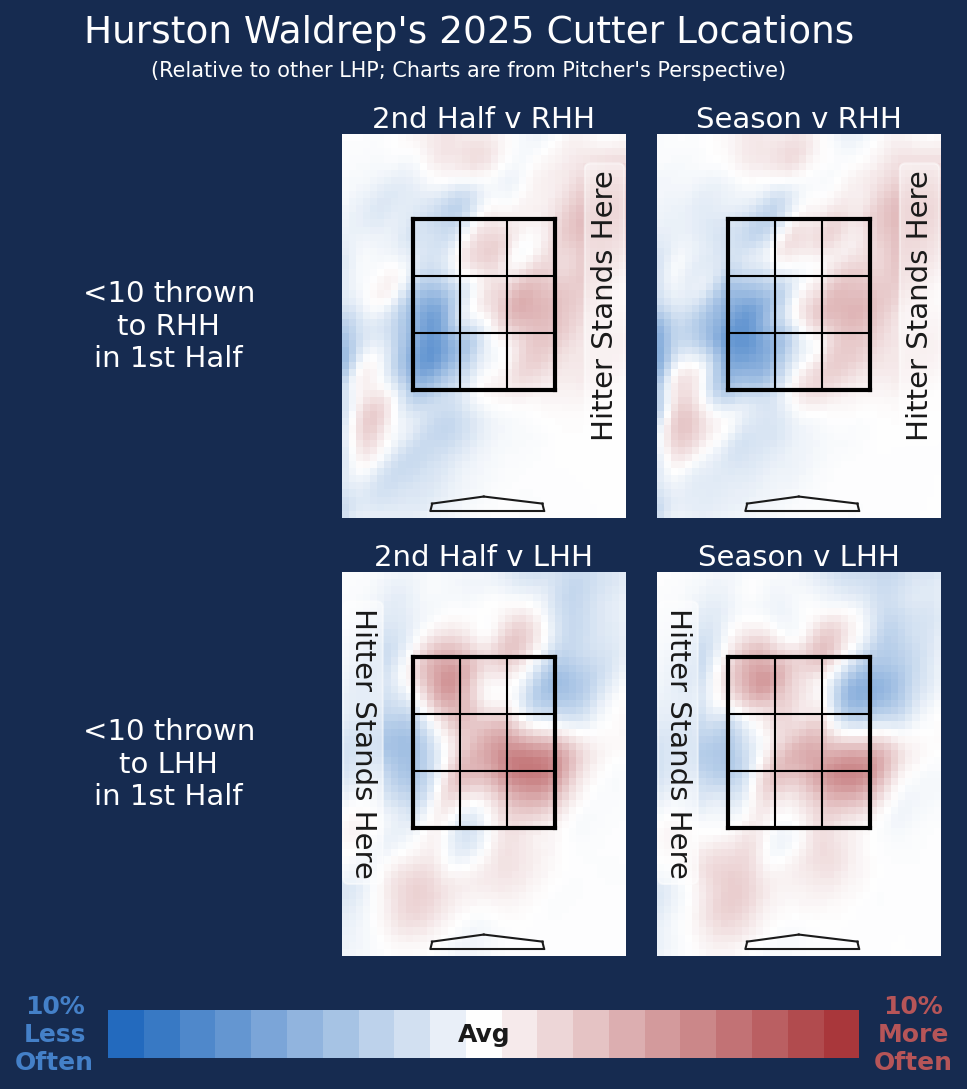 Hurston Waldrep's 2025 Cutter Locations
(Relative to other LHP; Charts are from Pitcher's Perspective)
2nd Half v RHH
Season v RHH
<10 thrown
to RHH
in 1st Half
Hitter Stands Here
Hitter Stands Here
2nd Half v LHH
Season v LHH
<10 thrown
to LHH
in 1st Half
Hitter Stands Here
Hitter Stands Here
10%
Less
Often
Avg
10%
More
Often